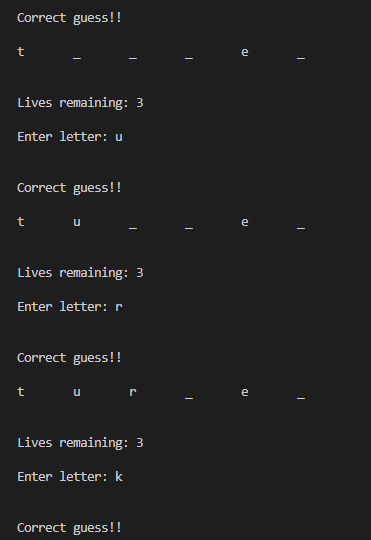 Correct guess!!
t _ _ _ e _
Lives remaining: 3
Enter letter: u
Correct guess!!
t u _ _ e _
Lives remaining: 3
Enter letter: r
Correct guess!!
t u r _ e _
Lives remaining: 3
Enter letter: k
Correct guess!!